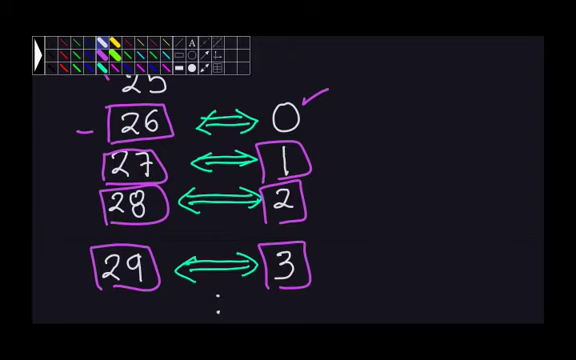 25
- 26 ⇔ 0 ✓
27 ⇔ 1
28 ⇔ 2
29 ⇔ 3
⋮